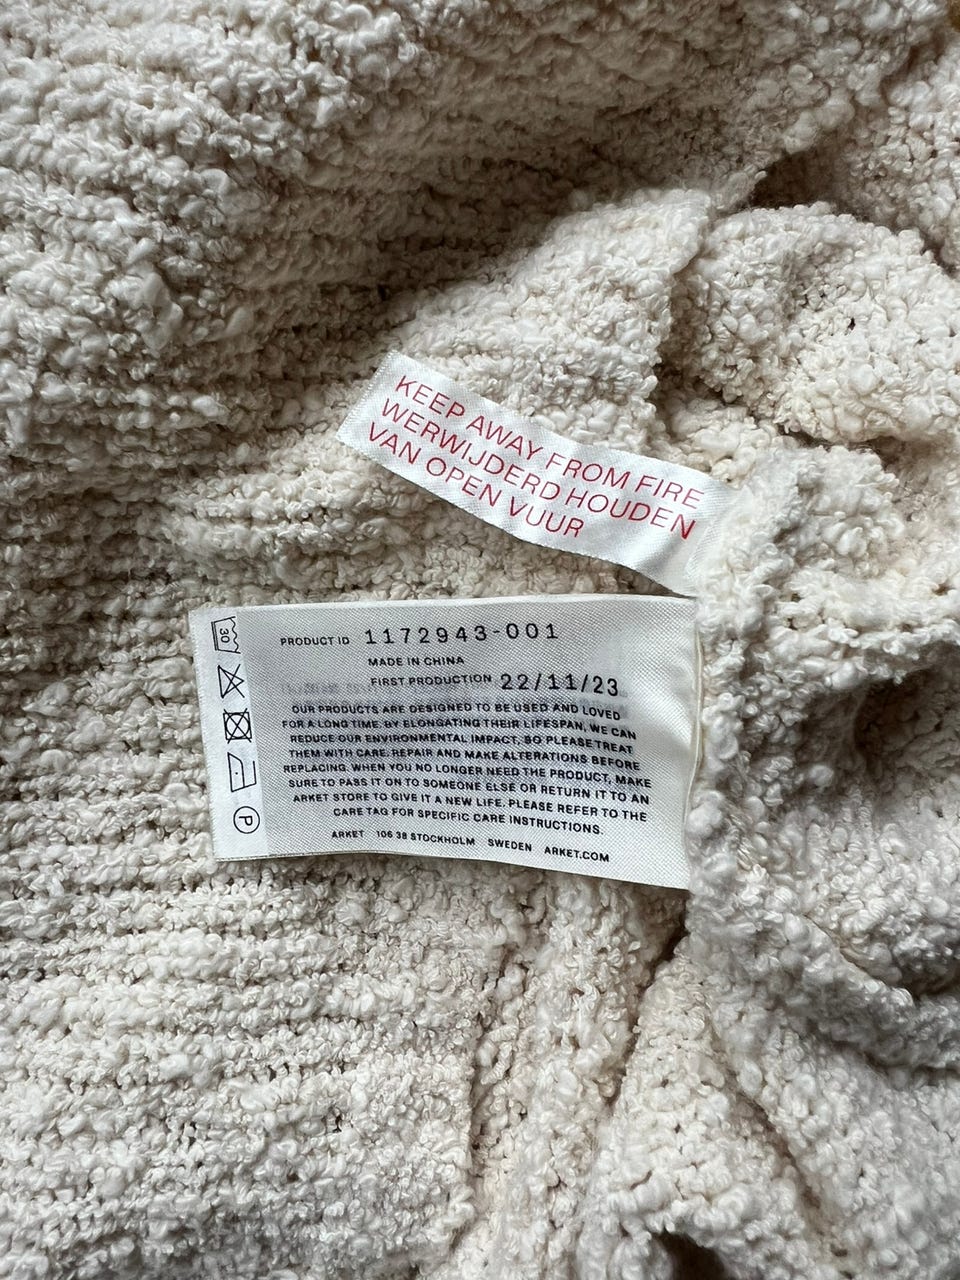 KEEP AWAY FROM FIRE
WERWIJDERD HOUDEN
VAN OPEN VUUR
30
P
PRODUCT ID 1172943-001
MADE IN CHINA
FIRST PRODUCTION 22/11/23
OUR PRODUCTS ARE DESIGNED TO BE USED AND LOVED
FOR A LONG TIME. BY ELONGATING THEIR LIFESPAN, WE CAN
REDUCE OUR ENVIRONMENTAL IMPACT, SO PLEASE TREAT
THEM WITH CARE, REPAIR AND MAKE ALTERATIONS BEFORE
REPLACING. WHEN YOU NO LONGER NEED THE PRODUCT, MAKE
SURE TO PASS IT ON TO SOMEONE ELSE OR RETURN IT TO AN
ARKET STORE TO GIVE IT A NEW LIFE. PLEASE REFER TO THE
CARE TAG FOR SPECIFIC CARE INSTRUCTIONS.
ARKET 106 38 STOCKHOLM SWEDEN ARKET.COM